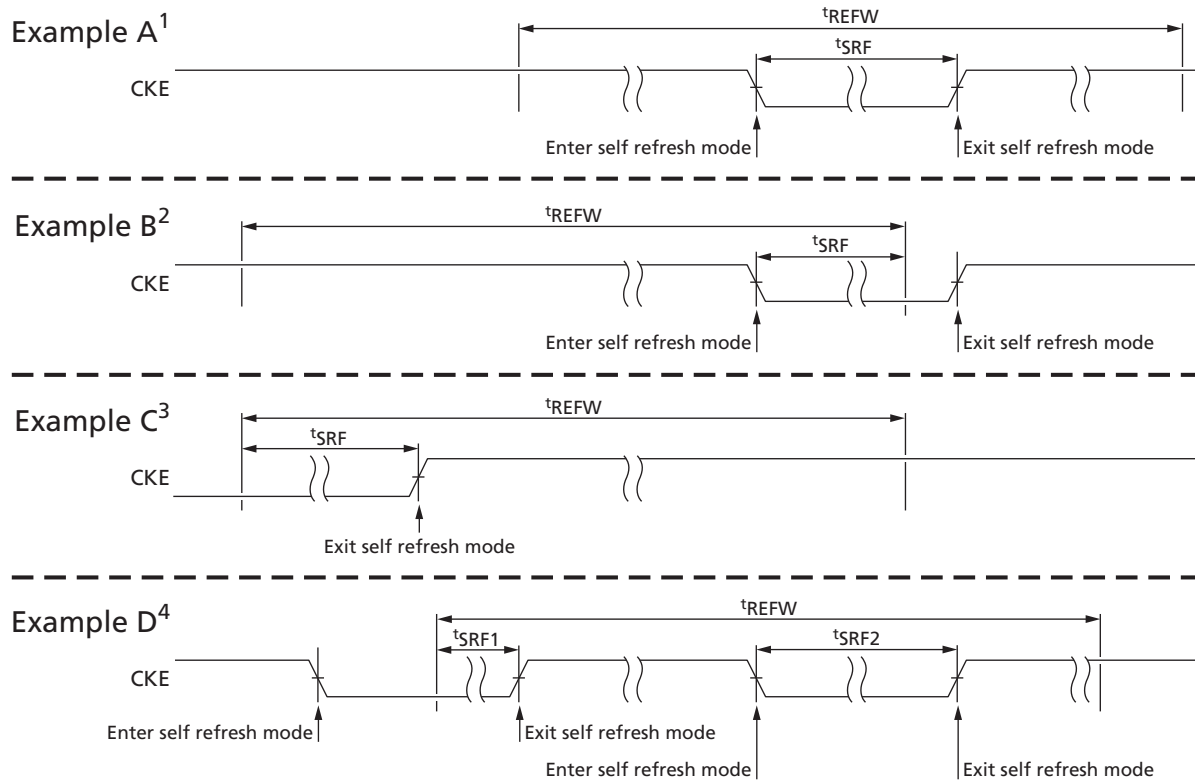 Example A¹
ᵗREFW
ᵗSRF
CKE
Enter self refresh mode
Exit self refresh mode
Example B²
ᵗREFW
ᵗSRF
CKE
Enter self refresh mode
Exit self refresh mode
Example C³
ᵗREFW
ᵗSRF
CKE
Exit self refresh mode
Example D⁴
ᵗREFW
ᵗSRF1
ᵗSRF2
CKE
Enter self refresh mode
Exit self refresh mode
Enter self refresh mode
Exit self refresh mode